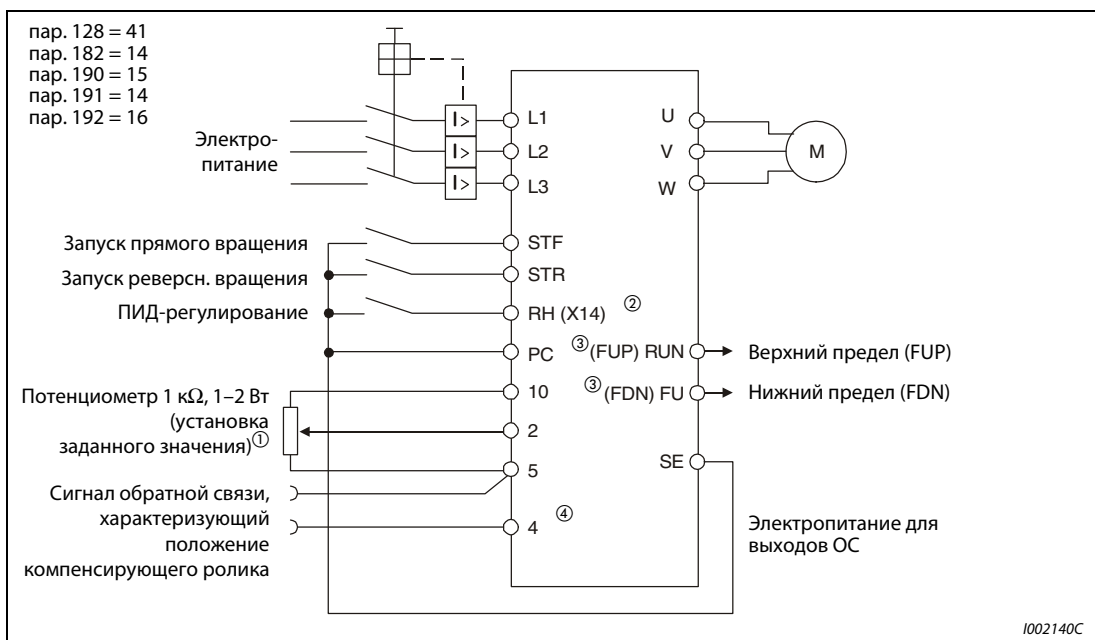 пар. 128 = 41
пар. 182 = 14
пар. 190 = 15
пар. 191 = 14
пар. 192 = 16
Электро-
питание
I>
I>
I>
L1
L2
L3
U
V
W
M
Запуск прямого вращения
STF
Запуск реверсн. вращения
STR
ПИД-регулирование
RH (X14) ②
PC
③ (FUP) RUN
Верхний предел (FUP)
10
③ (FDN) FU
Нижний предел (FDN)
Потенциометр 1 кΩ, 1–2 Вт
(установка
заданного значения)①
2
5
SE
Сигнал обратной связи,
характеризующий
положение
компенсирующего ролика
4 ④
Электропитание для
выходов ОС
I002140C